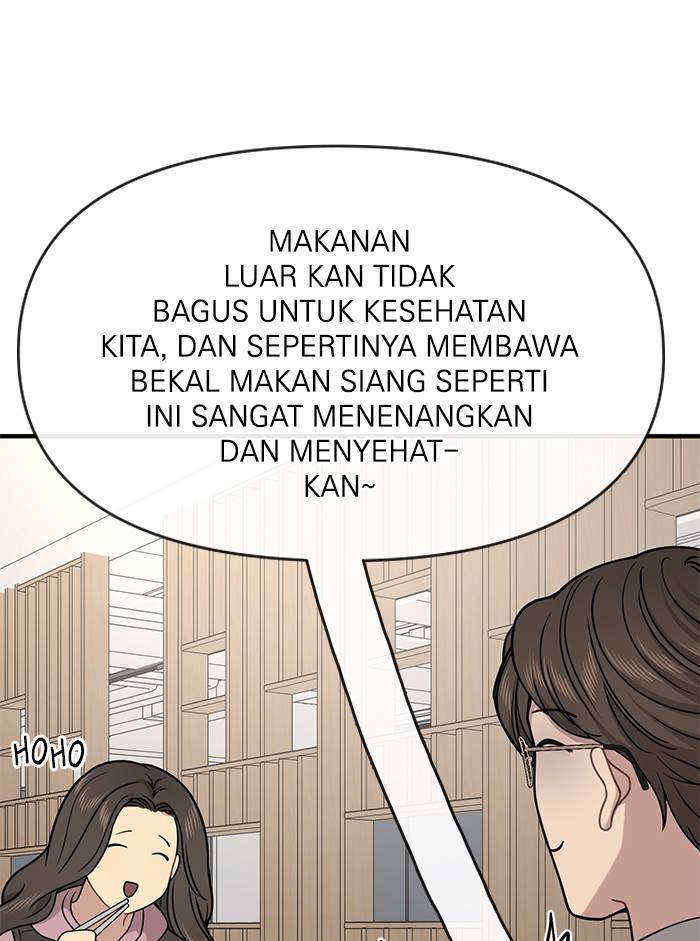 MAKANAN
LUAR KAN TIDAK
BAGUS UNTUK KESEHATAN
KITA, DAN SEPERTINYA MEMBAWA
BEKAL MAKAN SIANG SEPERTI
INI SANGAT MENENANGKAN
DAN MENYEHAT-
KAN~
HOHO